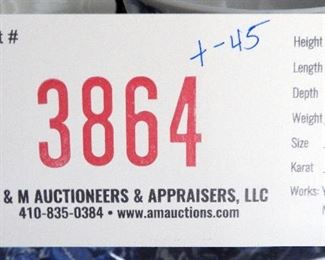 t #
+-45
3864
& M AUCTIONEERS & APPRAISERS, LLC
410-835-0384 • www.amauctions.com
Height
Length
Depth
Weight
Size
Karat
Works: Y